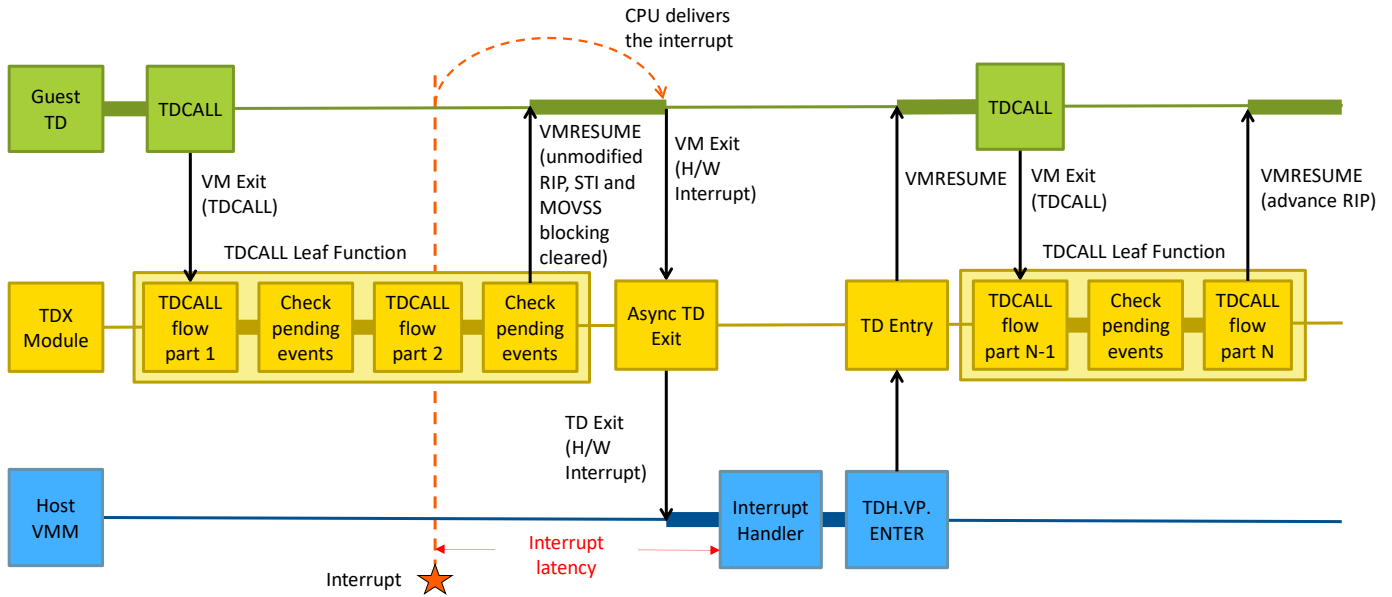 CPU delivers
the interrupt
Guest
TD
TDCALL
TDCALL
VM Exit
(TDCALL)
VMRESUME
(unmodified
RIP, STI and
MOVSS
blocking
cleared)
VM Exit
(H/W
Interrupt)
VMRESUME
VM Exit
(TDCALL)
VMRESUME
(advance RIP)
TDCALL Leaf Function
TDCALL Leaf Function
TDX
Module
TDCALL
flow
part 1
Check
pending
events
TDCALL
flow
part 2
Check
pending
events
Async TD
Exit
TD Entry
TDCALL
flow
part N-1
Check
pending
events
TDCALL
flow
part N
TD Exit
(H/W
Interrupt)
Host
VMM
Interrupt
Handler
TDH.VP.
ENTER
Interrupt
latency
Interrupt